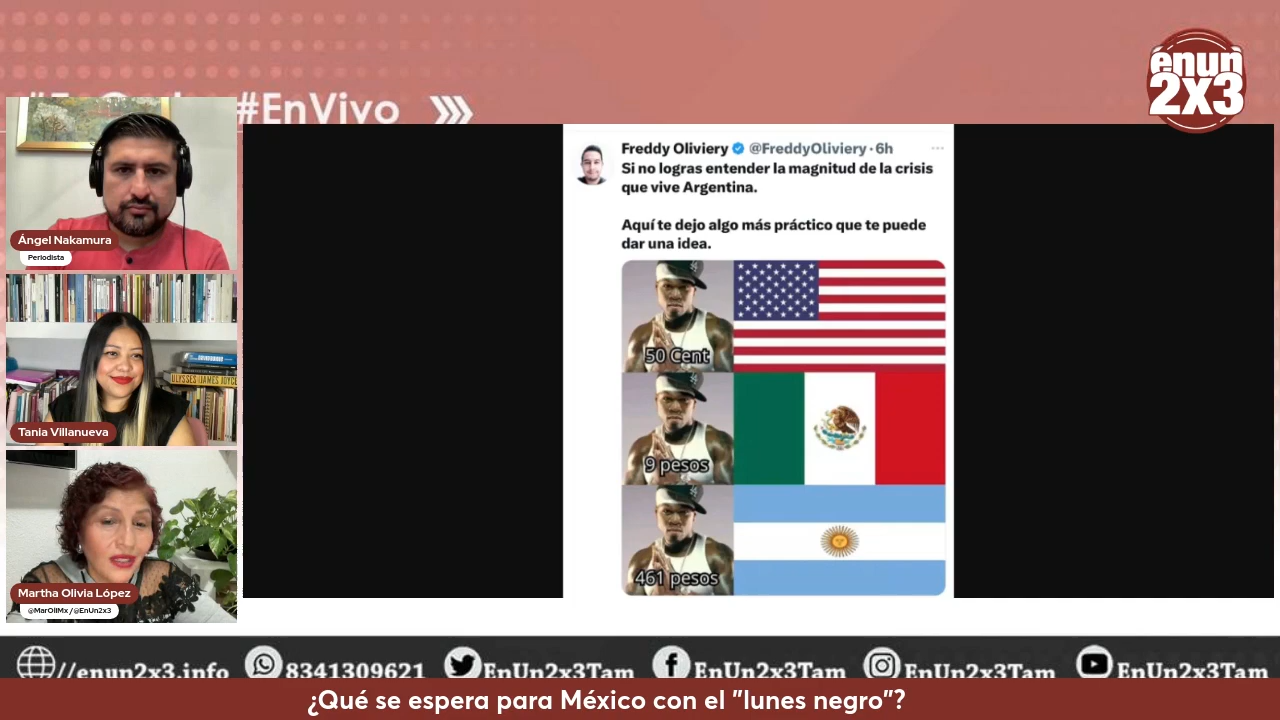 #EnVivo
énun
2x3
Ángel Nakamura
Periodista
Tania Villanueva
ULYSSES JAMES JOYCE
Martha Olivia López
@MarOliMx /@EnUn2x3
Freddy Oliviery @FreddyOliviery · 6h
Si no logras entender la magnitud de la crisis
que vive Argentina.
Aquí te dejo algo más práctico que te puede
dar una idea.
50 Cent
9 pesos
461 pesos
//enun2x3.info
8341309621
EnUn2x3Tam
EnUn2x3Tam
EnUn2x3Tam
EnUn2x3Tam
¿Qué se espera para México con el "lunes negro"?